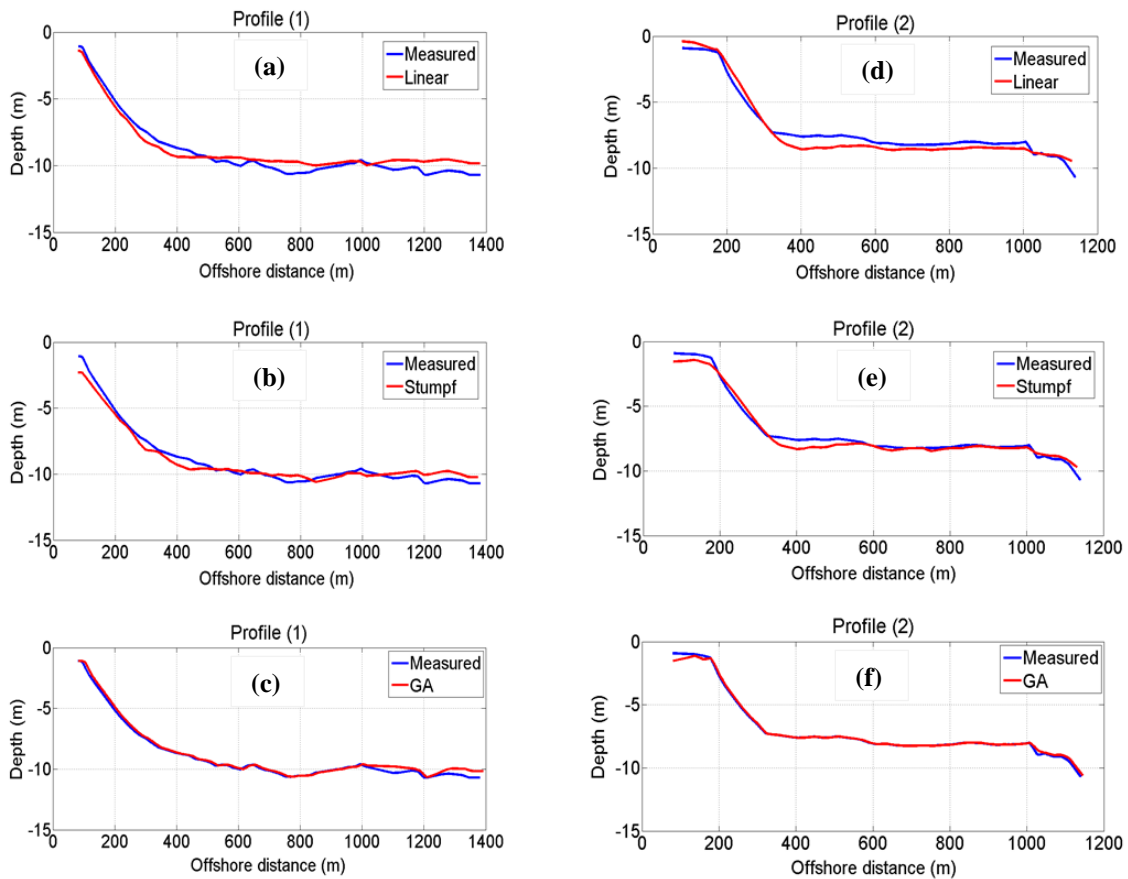 Profile (1)
(a)
Measured
Linear
Depth (m)
0
-5
-10
-15
0 200 400 600 800 1000 1200 1400
Offshore distance (m)
Profile (2)
(d)
Measured
Linear
Depth (m)
0
-5
-10
-15
0 200 400 600 800 1000 1200
Offshore distance (m)
Profile (1)
(b)
Measured
Stumpf
Depth (m)
0
-5
-10
-15
0 200 400 600 800 1000 1200 1400
Offshore distance (m)
Profile (2)
(e)
Measured
Stumpf
Depth (m)
0
-5
-10
-15
0 200 400 600 800 1000 1200
Offshore distance (m)
Profile (1)
(c)
Measured
GA
Depth (m)
0
-5
-10
-15
0 200 400 600 800 1000 1200 1400
Offshore distance (m)
Profile (2)
(f)
Measured
GA
Depth (m)
0
-5
-10
-15
0 200 400 600 800 1000 1200
Offshore distance (m)